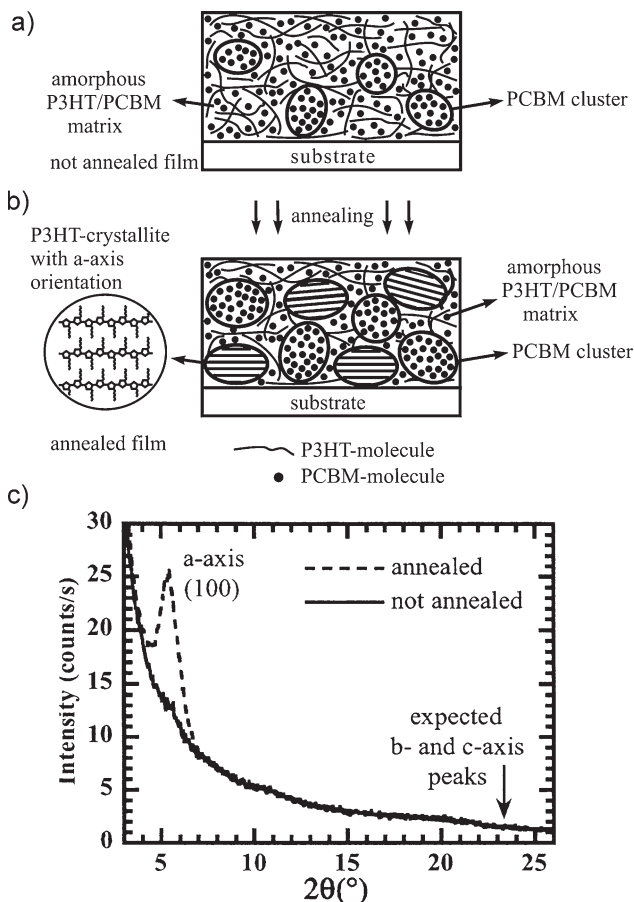 a)
amorphous
P3HT/PCBM
matrix
PCBM cluster
not annealed film
substrate
b)
annealing
P3HT-crystallite
with a-axis
orientation
amorphous
P3HT/PCBM
matrix
PCBM cluster
substrate
annealed film
P3HT-molecule
PCBM-molecule
c)
30
25
20
15
10
5
0
Intensity (counts/s)
a-axis
(100)
annealed
not annealed
expected
b- and c-axis
peaks
5 10 15 20 25
2θ(°)